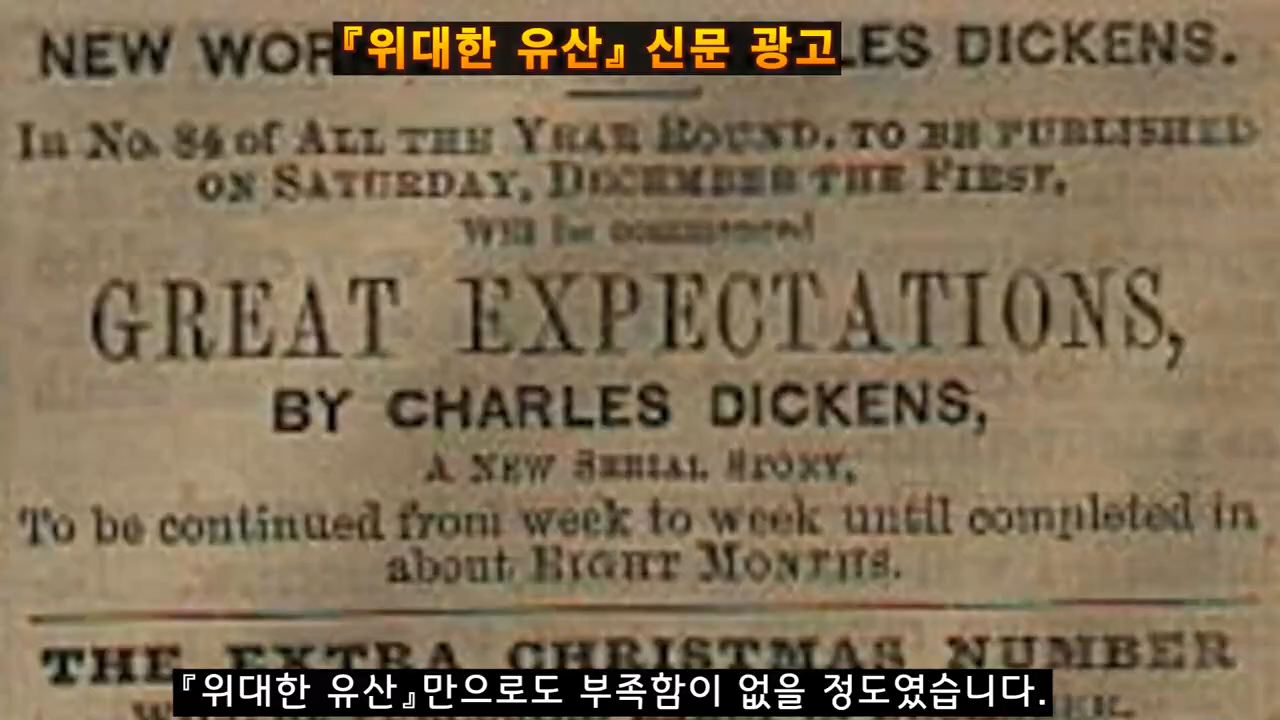 『위대한 유산』 신문 광고
NEW WOR LES DICKENS.
In No. 84 of ALL THE YEAR ROUND, TO BE PUBLISHED
ON SATURDAY, DECEMBER THE FIRST,
Will be commenced
GREAT EXPECTATIONS,
BY CHARLES DICKENS,
A NEW SERIAL STORY,
To be continued from week to week until completed in
about EIGHT MONTHS.
THE EXTRA CHRISTMAS NUMBER
『위대한 유산』만으로도 부족함이 없을 정도였습니다.